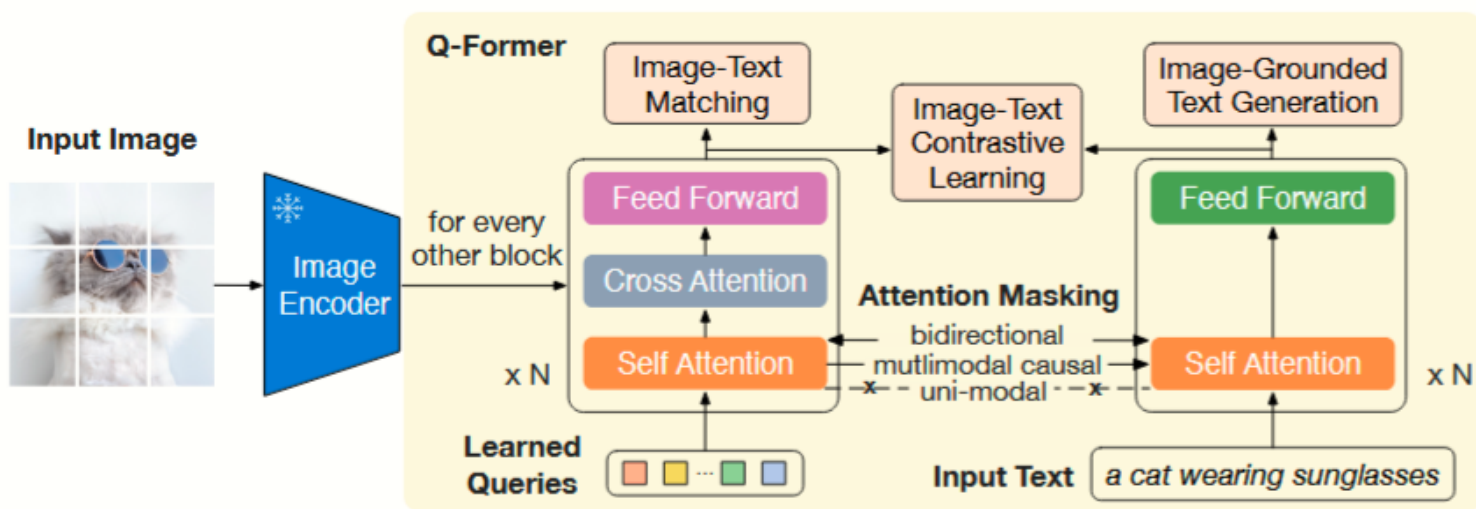 Q-Former
Image-Text
Matching
Image-Grounded
Text Generation
Image-Text
Contrastive
Learning
Input Image
Feed Forward
Feed Forward
for every
other block
Image
Encoder
Cross Attention
Attention Masking
bidirectional
Self Attention
mutlimodal causal
Self Attention
x N
x
uni-modal
x
x N
Learned
Queries
...
Input Text
a cat wearing sunglasses